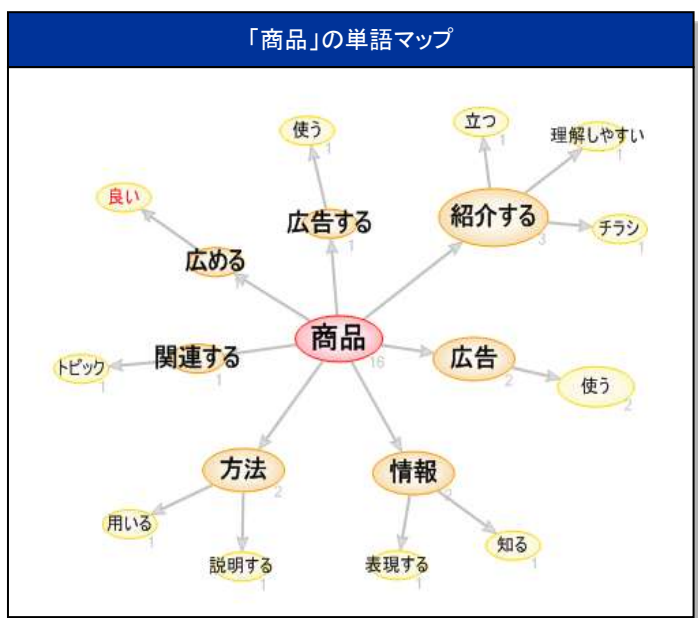 「商品」の単語マップ
立つ
1
使う
1
理解しやすい
1
良い
紹介する
3
広告する
1
チラシ
1
広める
1
商品
16
関連する
1
広告
2
トピック
1
使う
2
方法
2
情報
2
用いる
1
知る
1
説明する
1
表現する
1